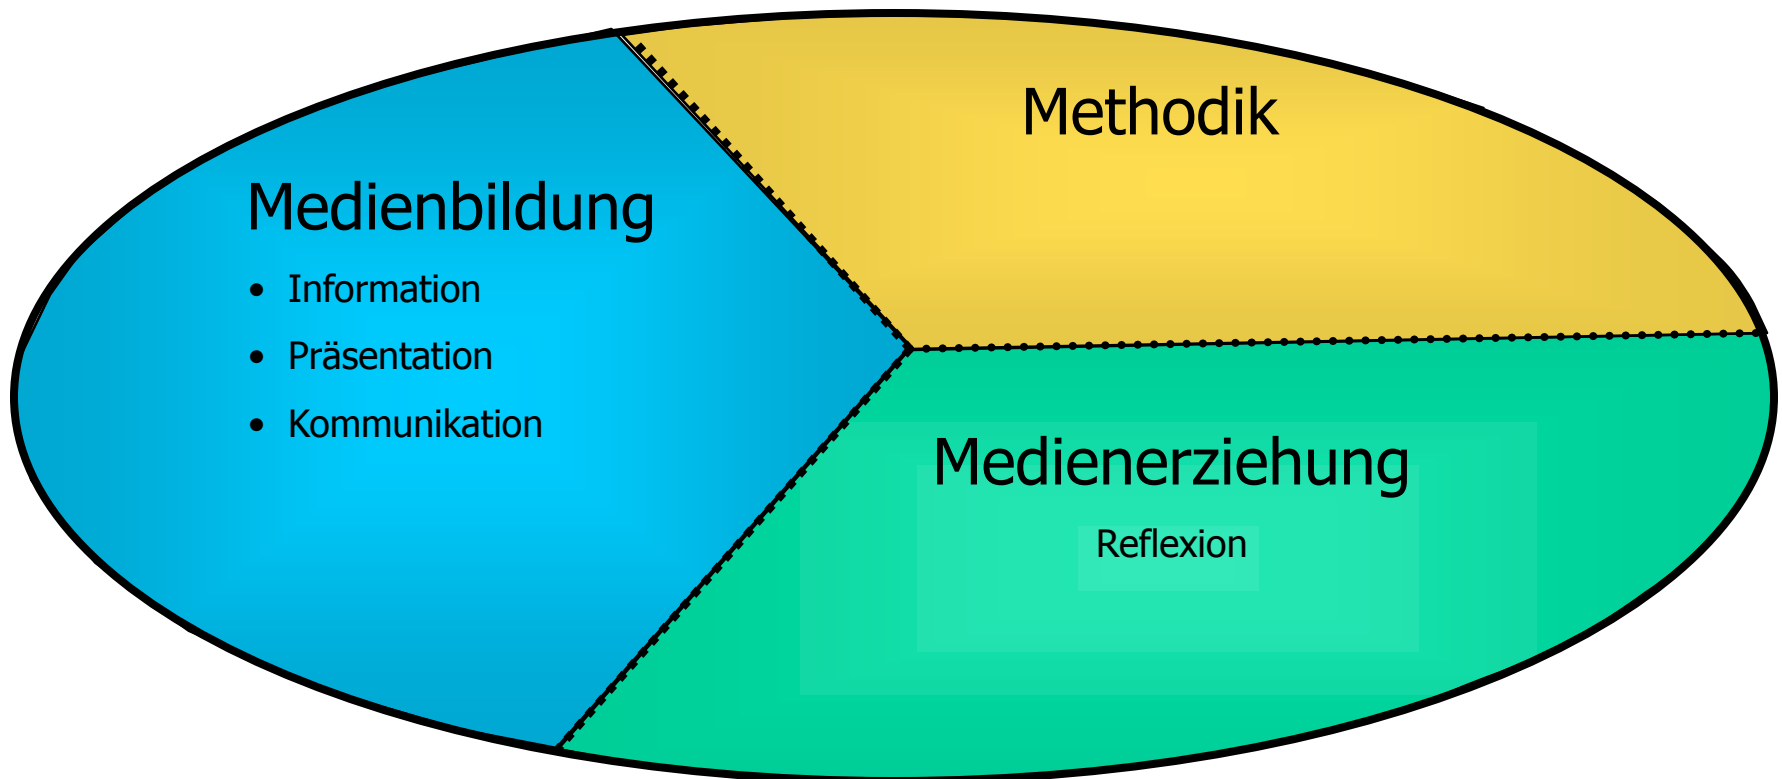 Methodik
Medienbildung
• Information
• Präsentation
• Kommunikation
Medienerziehung
Reflexion